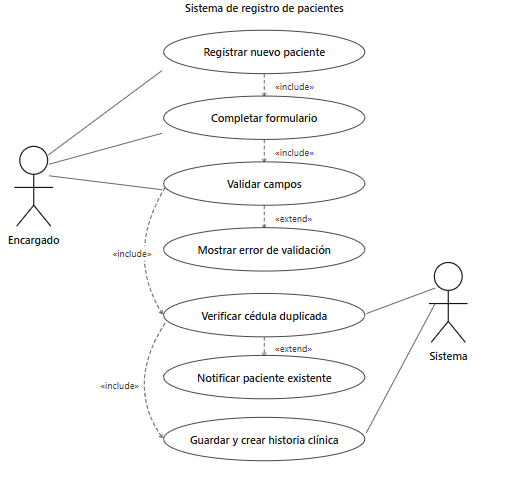 Sistema de registro de pacientes
Registrar nuevo paciente
«include»
Completar formulario
«include»
Validar campos
Encargado
«extend»
Mostrar error de validación
«include»
Verificar cédula duplicada
Sistema
«extend»
Notificar paciente existente
«include»
Guardar y crear historia clínica